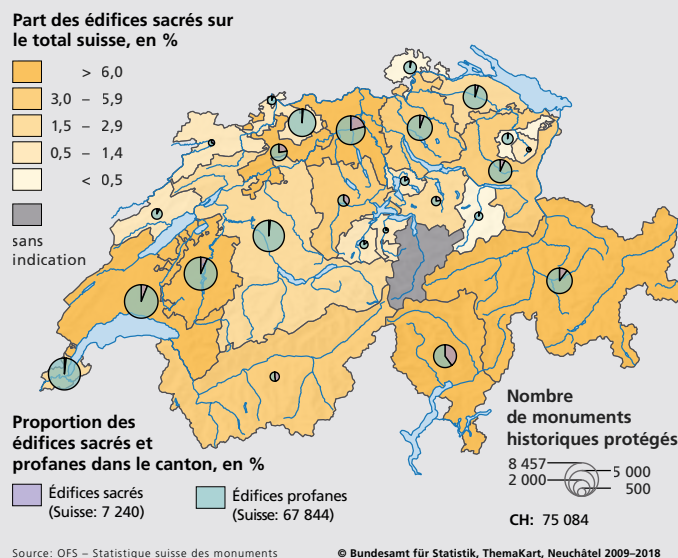 Part des édifices sacrés sur
le total suisse, en %
> 6,0
3,0 – 5,9
1,5 – 2,9
0,5 – 1,4
< 0,5
sans
indication
Proportion des
édifices sacrés et
profanes dans le canton, en %
Édifices sacrés
(Suisse: 7 240)
Édifices profanes
(Suisse: 67 844)
Nombre
de monuments
historiques protégés
8 457
5 000
2 000
500
CH: 75 084
Source: OFS – Statistique suisse des monuments
© Bundesamt für Statistik, ThemaKart, Neuchâtel 2009–2018